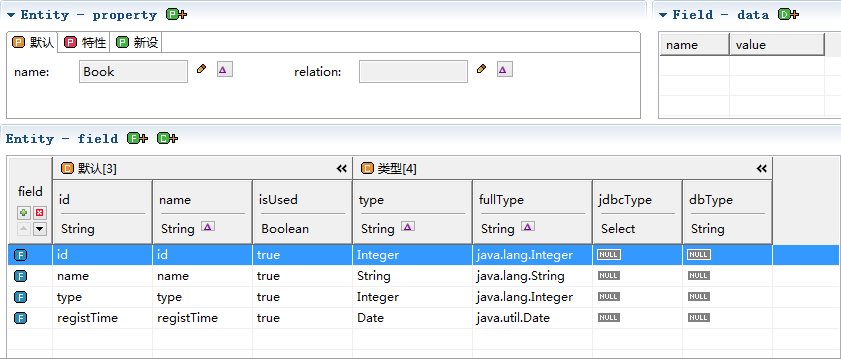 Entity - property
Field - data
默认 特性 新设
name: Book relation:
name value
Entity - field
field 默认[3] 类型[4]
id name isUsed type fullType jdbcType dbType
String String Boolean String String Select String
id id true Integer java.lang.Integer NULL NULL
name name true String java.lang.String NULL NULL
type type true Integer java.lang.Integer NULL NULL
registTime registTime true Date java.util.Date NULL NULL